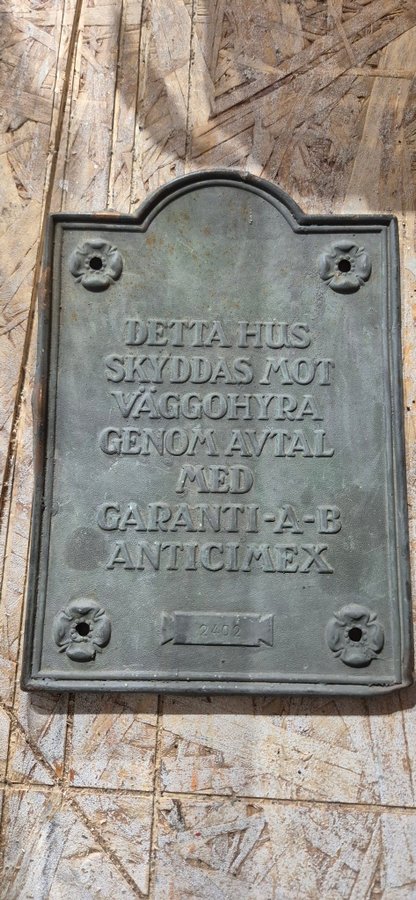 DETTA HUS
SKYDDAS MOT
VÄGGOHYRA
GENOM AVTAL
MED
GARANTI-A-B
ANTICIMEX
2402